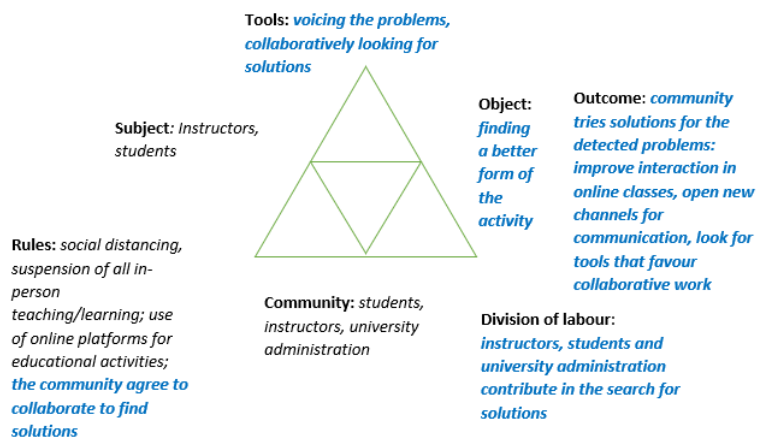 Tools: voicing the problems,
collaboratively looking for
solutions
Subject: Instructors,
students
Object:
finding
a better
form of
the
activity
Outcome: community
tries solutions for the
detected problems:
improve interaction in
online classes, open new
channels for
communication, look for
tools that favour
collaborative work
Rules: social distancing,
suspension of all in-
person
teaching/learning; use
of online platforms for
educational activities;
the community agree to
collaborate to find
solutions
Community: students,
instructors, university
administration
Division of labour:
instructors, students and
university administration
contribute in the search for
solutions